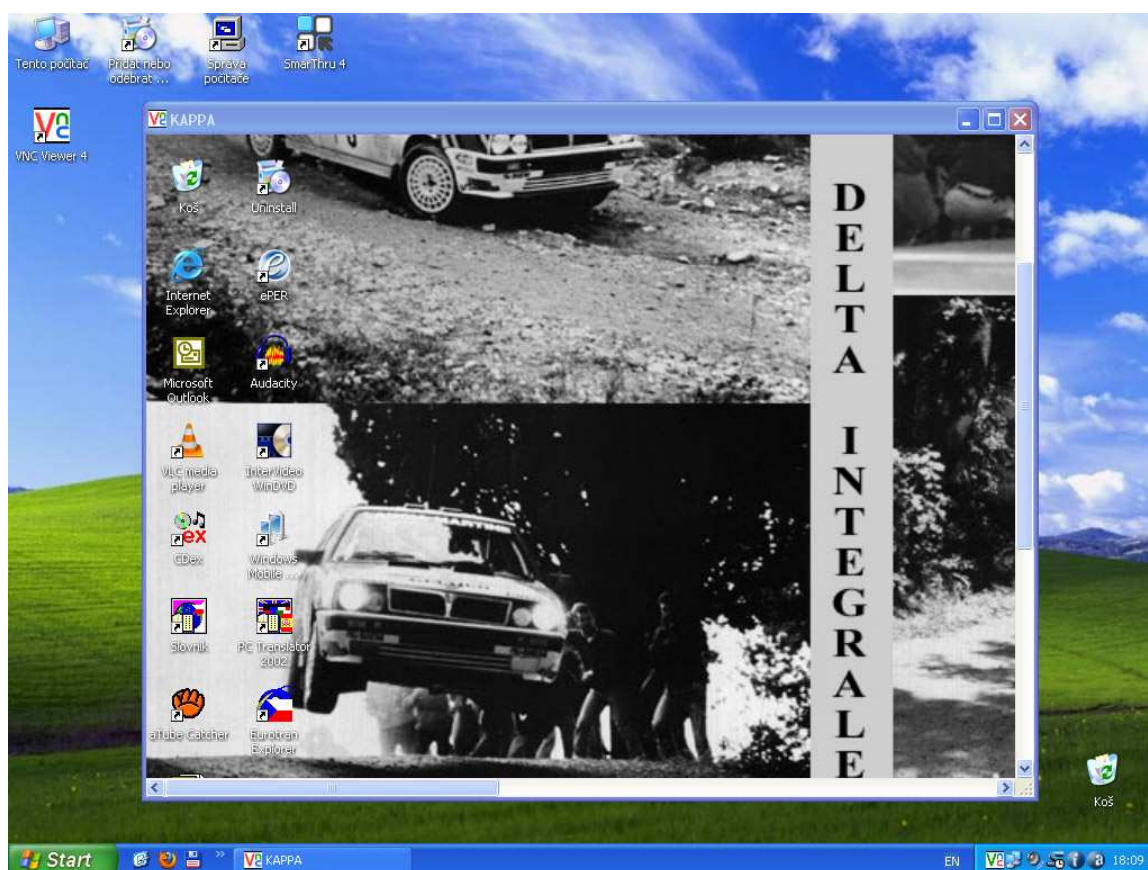 Tento počítač
Přidat nebo
odebrat ...
Správa
počítače
SmarThru 4
VNC Viewer 4
KAPPA
Koš
Uninstall
Internet
Explorer
ePER
Microsoft
Outlook
Audacity
VLC media
player
InterVideo
WinDVD
CDex
Windows
Mobile ...
Slovník
PC Translator
2002
aTube Catcher
Eurotran
Explorer
DELTA INTEGRALE
Koš
Start
KAPPA
EN
18:09